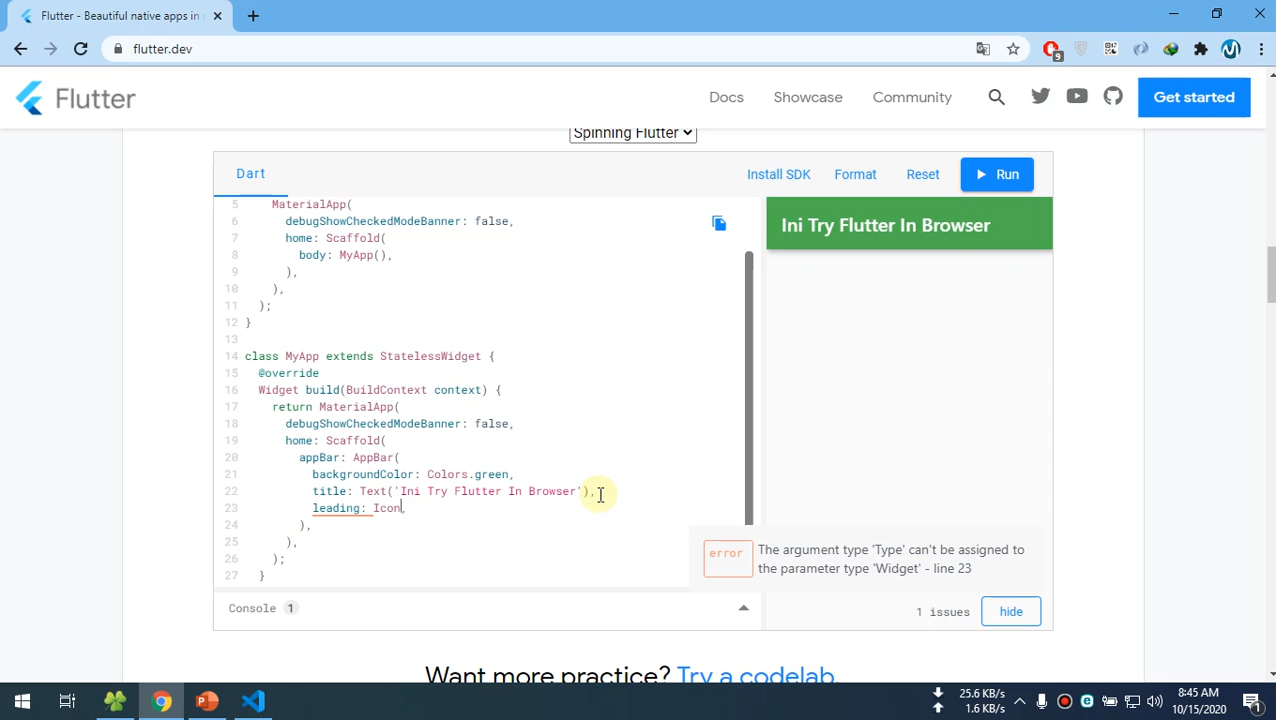 Flutter - Beautiful native apps in
flutter.dev
9
Flutter
Docs
Showcase
Community
Get started
Spinning Flutter
Dart
Install SDK
Format
Reset
Run
5 MaterialApp(
6 debugShowCheckedModeBanner: false,
7 home: Scaffold(
8 body: MyApp(),
9 ),
10 ),
11 );
12 }
13
14 class MyApp extends StatelessWidget {
15 @override
16 Widget build(BuildContext context) {
17 return MaterialApp(
18 debugShowCheckedModeBanner: false,
19 home: Scaffold(
20 appBar: AppBar(
21 backgroundColor: Colors.green,
22 title: Text('Ini Try Flutter In Browser'),
23 leading: Icon,
24 ),
25 ),
26 );
27 }
Ini Try Flutter In Browser
error
The argument type 'Type' can't be assigned to
the parameter type 'Widget' - line 23
Console 1
1 issues
hide
Want more practice? Try a codelab.
25.6 KB/s
1.6 KB/s
8:45 AM
10/15/2020
1